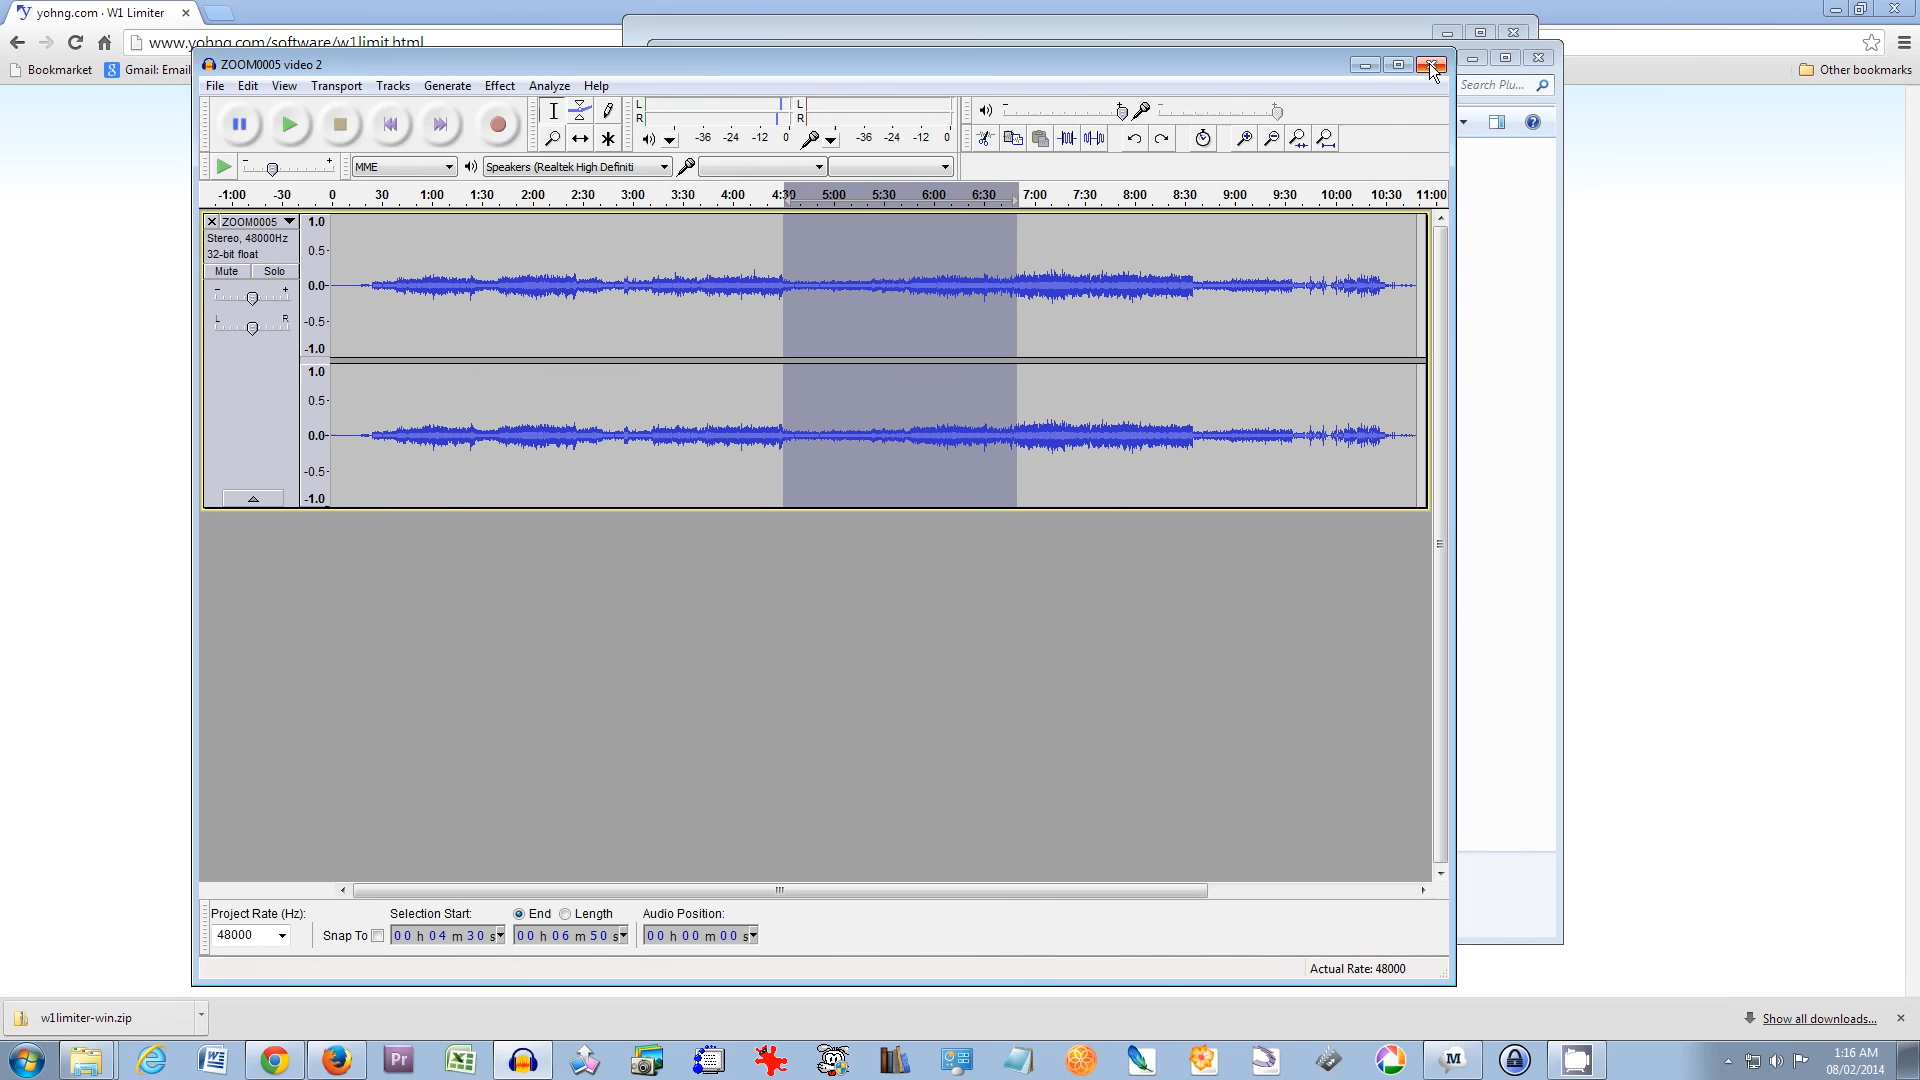 yohng.com · W1 Limiter
www.yohng.com/software/w1limit.html
Bookmarket
Gmail: Email
Other bookmarks
Search Plu...
ZOOM0005 video 2
File Edit View Transport Tracks Generate Effect Analyze Help
L
R
-36 -24 -12 0
L
R
-36 -24 -12 0
MME
Speakers (Realtek High Definiti
-1:00 -30 0 30 1:00 1:30 2:00 2:30 3:00 3:30 4:00 4:30 5:00 5:30 6:00 6:30 7:00 7:30 8:00 8:30 9:00 9:30 10:00 10:30 11:00
ZOOM0005
Stereo, 48000Hz
32-bit float
Mute Solo
- +
L R
1.0
0.5-
0.0-
-0.5-
-1.0
1.0
0.5-
0.0-
-0.5-
-1.0
Project Rate (Hz):
48000
Snap To
Selection Start:
00 h 04 m 30 s
End Length
00 h 06 m 50 s
Audio Position:
00 h 00 m 00 s
Actual Rate: 48000
w1limiter-win.zip
Show all downloads...
Pr
M
1:16 AM
08/02/2014